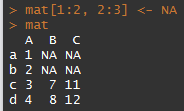 > mat[1:2, 2:3] <- NA
> mat
  A  B  C
a 1 NA NA
b 2 NA NA
c 3  7 11
d 4  8 12